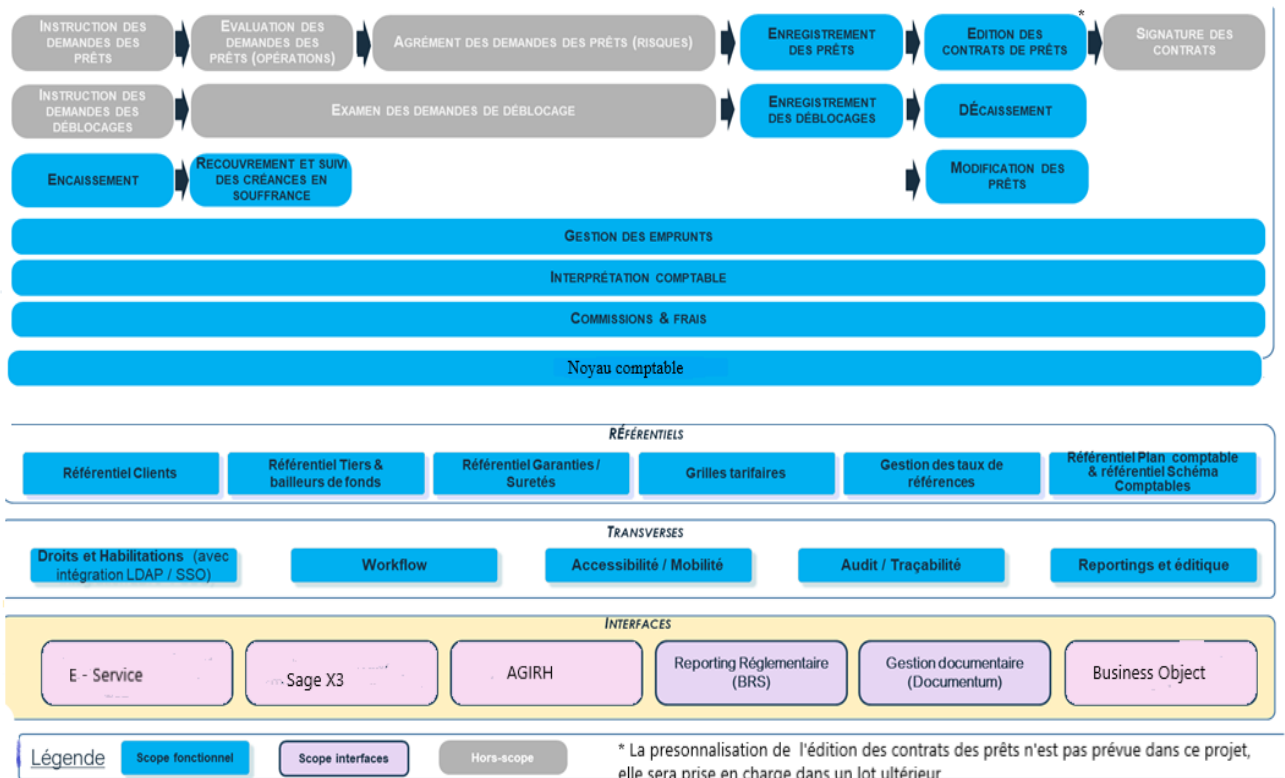 INSTRUCTION DES
DEMANDES DES
PRÊTS
EVALUATION DES
DEMANDES DES
PRÊTS (OPÉRATIONS)
AGRÉMENT DES DEMANDES DES PRÊTS (RISQUES)
ENREGISTREMENT
DES PRÊTS
*
EDITION DES
CONTRATS DE PRÊTS
SIGNATURE DES
CONTRATS
INSTRUCTION DES
DEMANDES DES
DÉBLOCAGES
EXAMEN DES DEMANDES DE DÉBLOCAGE
ENREGISTREMENT
DES DÉBLOCAGES
DÉCAISSEMENT
ENCAISSEMENT
RECOUVREMENT ET SUIVI
DES CRÉANCES EN
SOUFFRANCE
MODIFICATION DES
PRÊTS
GESTION DES EMPRUNTS
INTERPRÉTATION COMPTABLE
COMMISSIONS & FRAIS
Noyau comptable
RÉFÉRENTIELS
Référentiel Clients
Référentiel Tiers &
bailleurs de fonds
Référentiel Garanties /
Suretés
Grilles tarifaires
Gestion des taux de
références
Référentiel Plan comptable
& référentiel Schéma
Comptables
TRANSVERSES
Droits et Habilitations (avec
intégration LDAP / SSO)
Workflow
Accessibilité / Mobilité
Audit / Traçabilité
Reportings et éditique
INTERFACES
E - Service
Sage X3
AGIRH
Reporting Réglementaire
(BRS)
Gestion documentaire
(Documentum)
Business Object
Légende
Scope fonctionnel
Scope interfaces
Hors-scope
* La presonnalisation de l'édition des contrats des prêts n'est pas prévue dans ce projet,
elle sera prise en charge dans un lot ultérieur